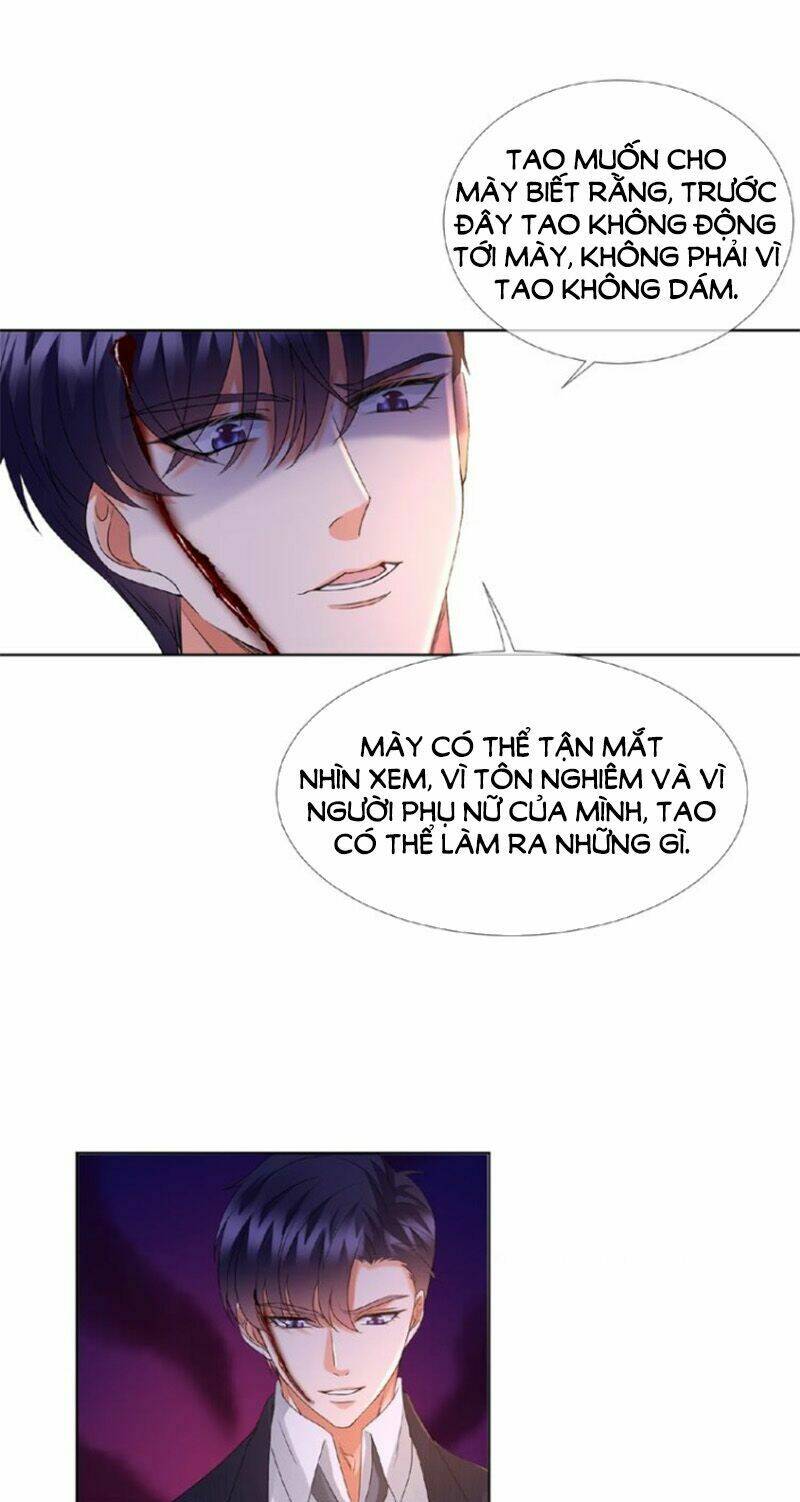 TAO MUỐN CHO
MÀY BIẾT RẰNG, TRƯỚC
ĐÂY TAO KHÔNG ĐỘNG
TỚI MÀY, KHÔNG PHẢI VÌ
TAO KHÔNG DÁM.
MÀY CÓ THỂ TẬN MẮT
NHÌN XEM, VÌ TÔN NGHIÊM VÀ VÌ
NGƯỜI PHỤ NỮ CỦA MÌNH, TAO
CÓ THỂ LÀM RA NHỮNG GÌ.